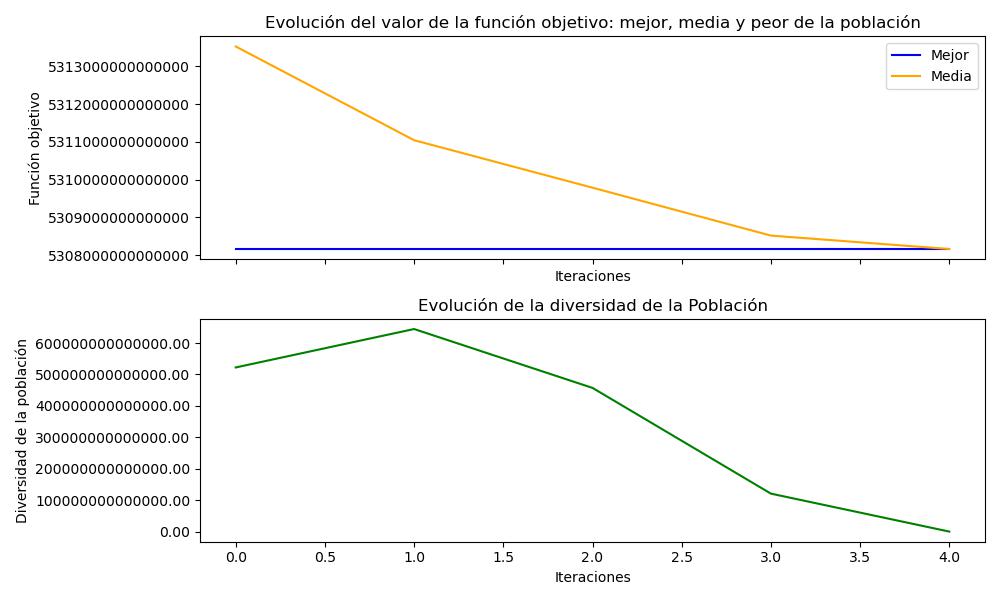 Evolución del valor de la función objetivo: mejor, media y peor de la población
Función objetivo
5313000000000000
5312000000000000
5311000000000000
5310000000000000
5309000000000000
5308000000000000
Mejor
Media
Iteraciones
Evolución de la diversidad de la Población
Diversidad de la población
600000000000000.00
500000000000000.00
400000000000000.00
300000000000000.00
200000000000000.00
100000000000000.00
0.00
0.0 0.5 1.0 1.5 2.0 2.5 3.0 3.5 4.0
Iteraciones